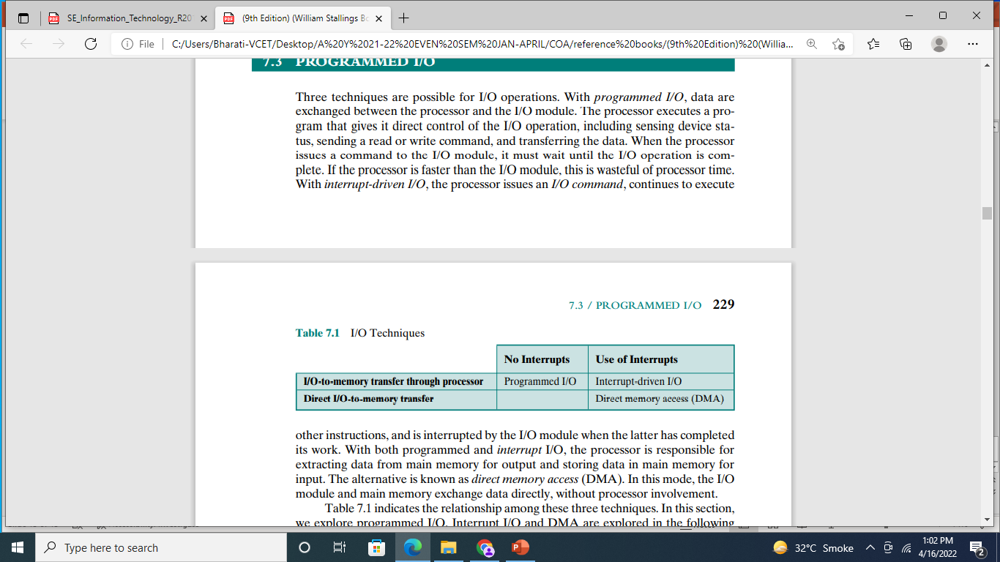 SE_Information_Technology_R20
(9th Edition) (William Stallings Bo
File
C:/Users/Bharati-VCET/Desktop/A%20Y%2021-22%20EVEN%20SEM%20JAN-APRIL/COA/reference%20books/(9th%20Edition)%20(Willia...
7.3 PROGRAMMED I/O
Three techniques are possible for I/O operations. With programmed I/O, data are
exchanged between the processor and the I/O module. The processor executes a pro-
gram that gives it direct control of the I/O operation, including sensing device sta-
tus, sending a read or write command, and transferring the data. When the processor
issues a command to the I/O module, it must wait until the I/O operation is com-
plete. If the processor is faster than the I/O module, this is wasteful of processor time.
With interrupt-driven I/O, the processor issues an I/O command, continues to execute
7.3 / PROGRAMMED I/O 229
Table 7.1 I/O Techniques
No Interrupts Use of Interrupts
I/O-to-memory transfer through processor Programmed I/O Interrupt-driven I/O
Direct I/O-to-memory transfer Direct memory access (DMA)
other instructions, and is interrupted by the I/O module when the latter has completed
its work. With both programmed and interrupt I/O, the processor is responsible for
extracting data from main memory for output and storing data in main memory for
input. The alternative is known as direct memory access (DMA). In this mode, the I/O
module and main memory exchange data directly, without processor involvement.
Table 7.1 indicates the relationship among these three techniques. In this section,
we explore programmed I/O. Interrupt I/O and DMA are explored in the following
Type here to search
32°C Smoke
1:02 PM
4/16/2022
2